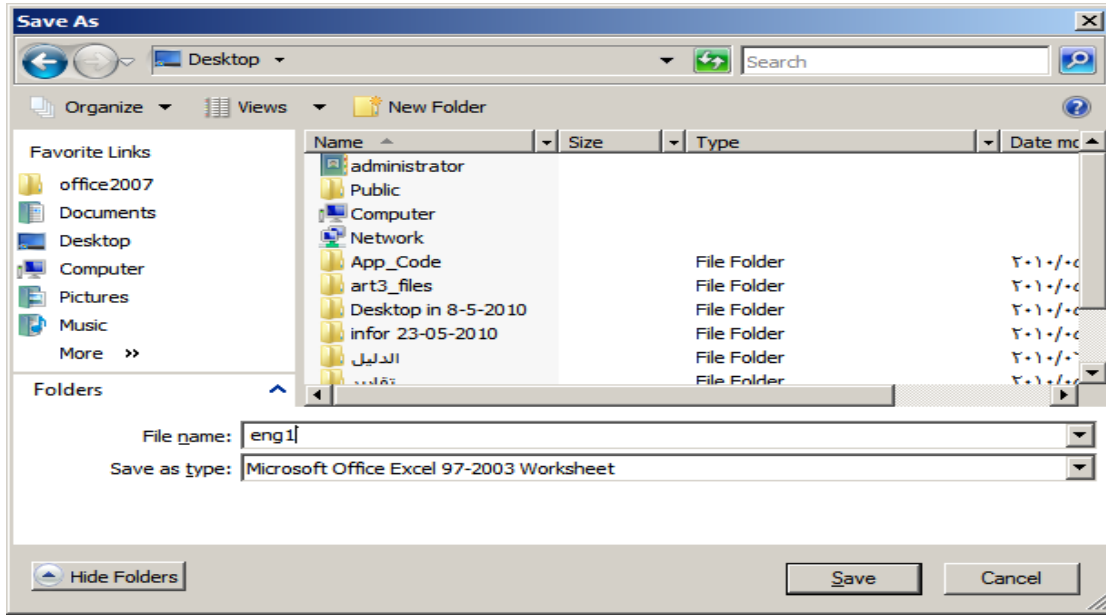 Save As
Desktop
Search
Organize Views New Folder
Favorite Links
office2007
Documents
Desktop
Computer
Pictures
Music
More »
Folders
Name Size Type
administrator
Public
Computer
Network
App_Code File Folder
art3_files File Folder
Desktop in 8-5-2010 File Folder
infor 23-05-2010 File Folder
الدليل File Folder
File Folder
File name: eng1
Save as type: Microsoft Office Excel 97-2003 Worksheet
Hide Folders Save Cancel